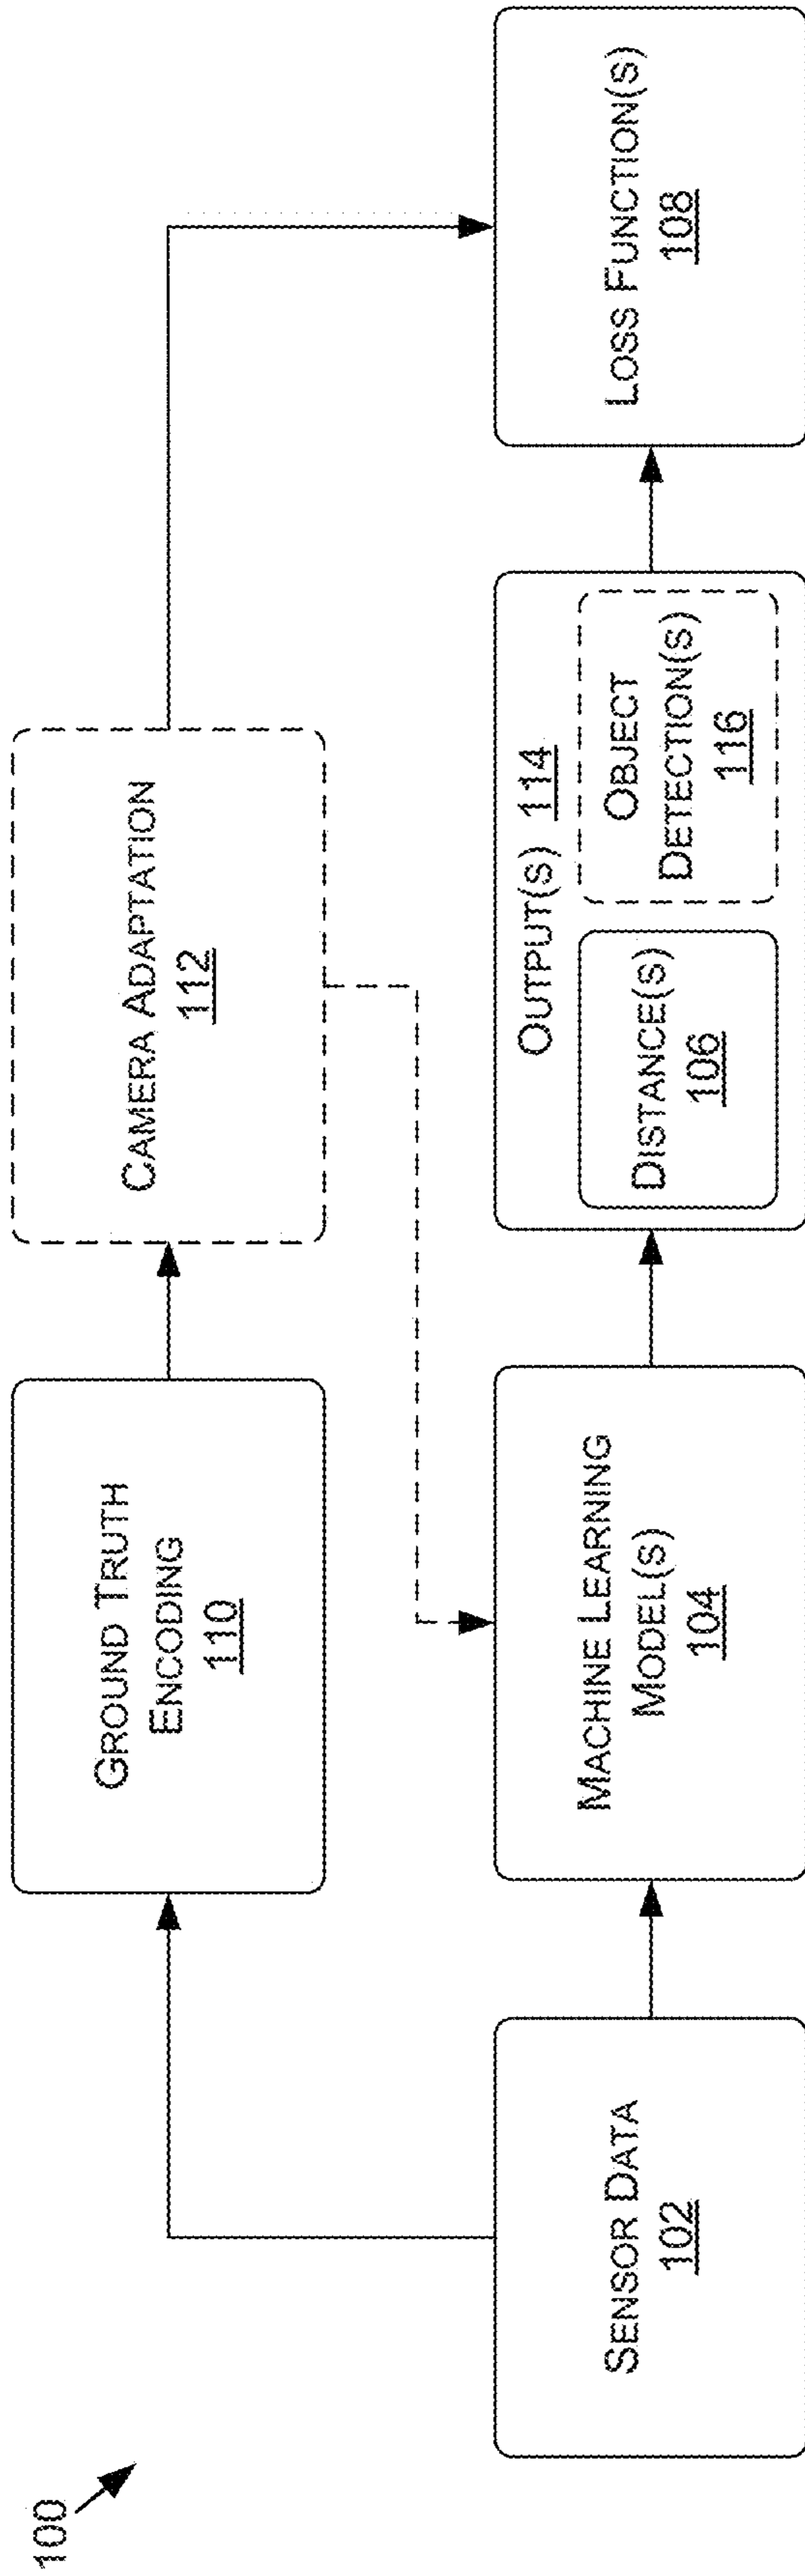 100
GROUND TRUTH
ENCODING
110
CAMERA ADAPTATION
112
SENSOR DATA
102
MACHINE LEARNING
MODEL(S)
104
OUTPUT(S) 114
DISTANCE(S)
106
OBJECT
DETECTION(S)
116
LOSS FUNCTION(S)
108